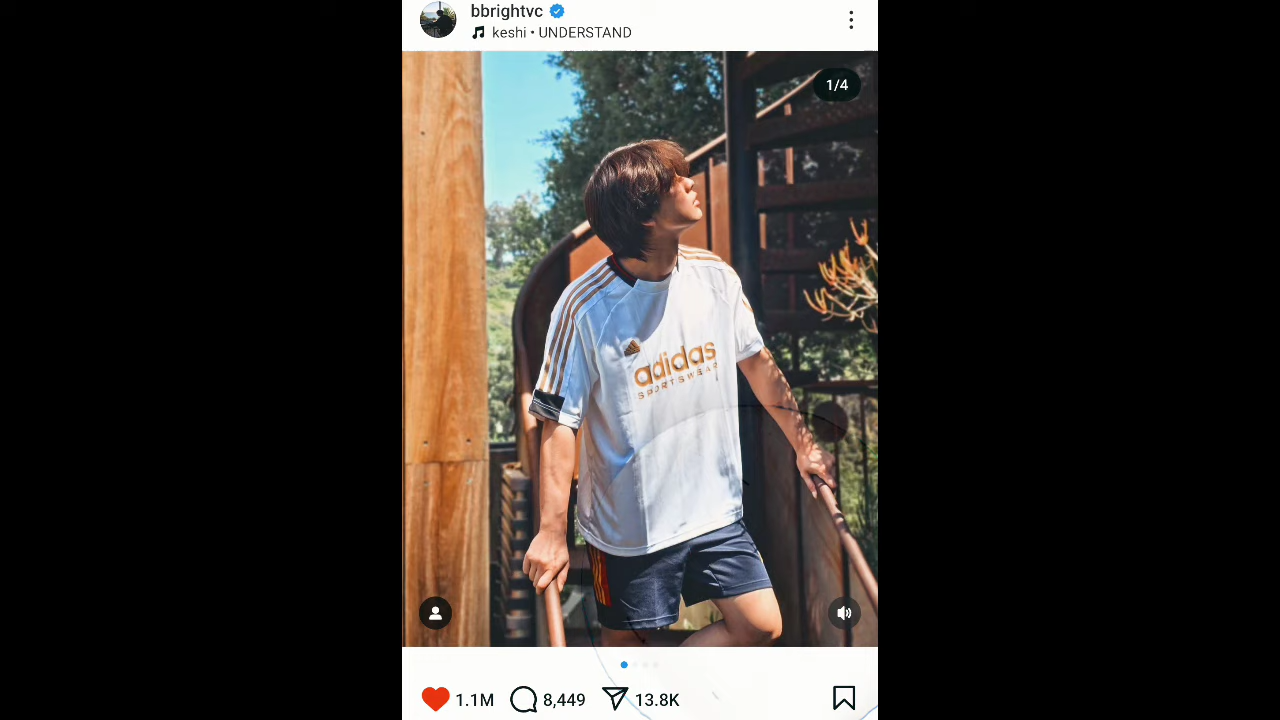 bbrightvc
keshi • UNDERSTAND
1/4
adidas
SPORTSWEAR
1.1M 8,449 13.8K